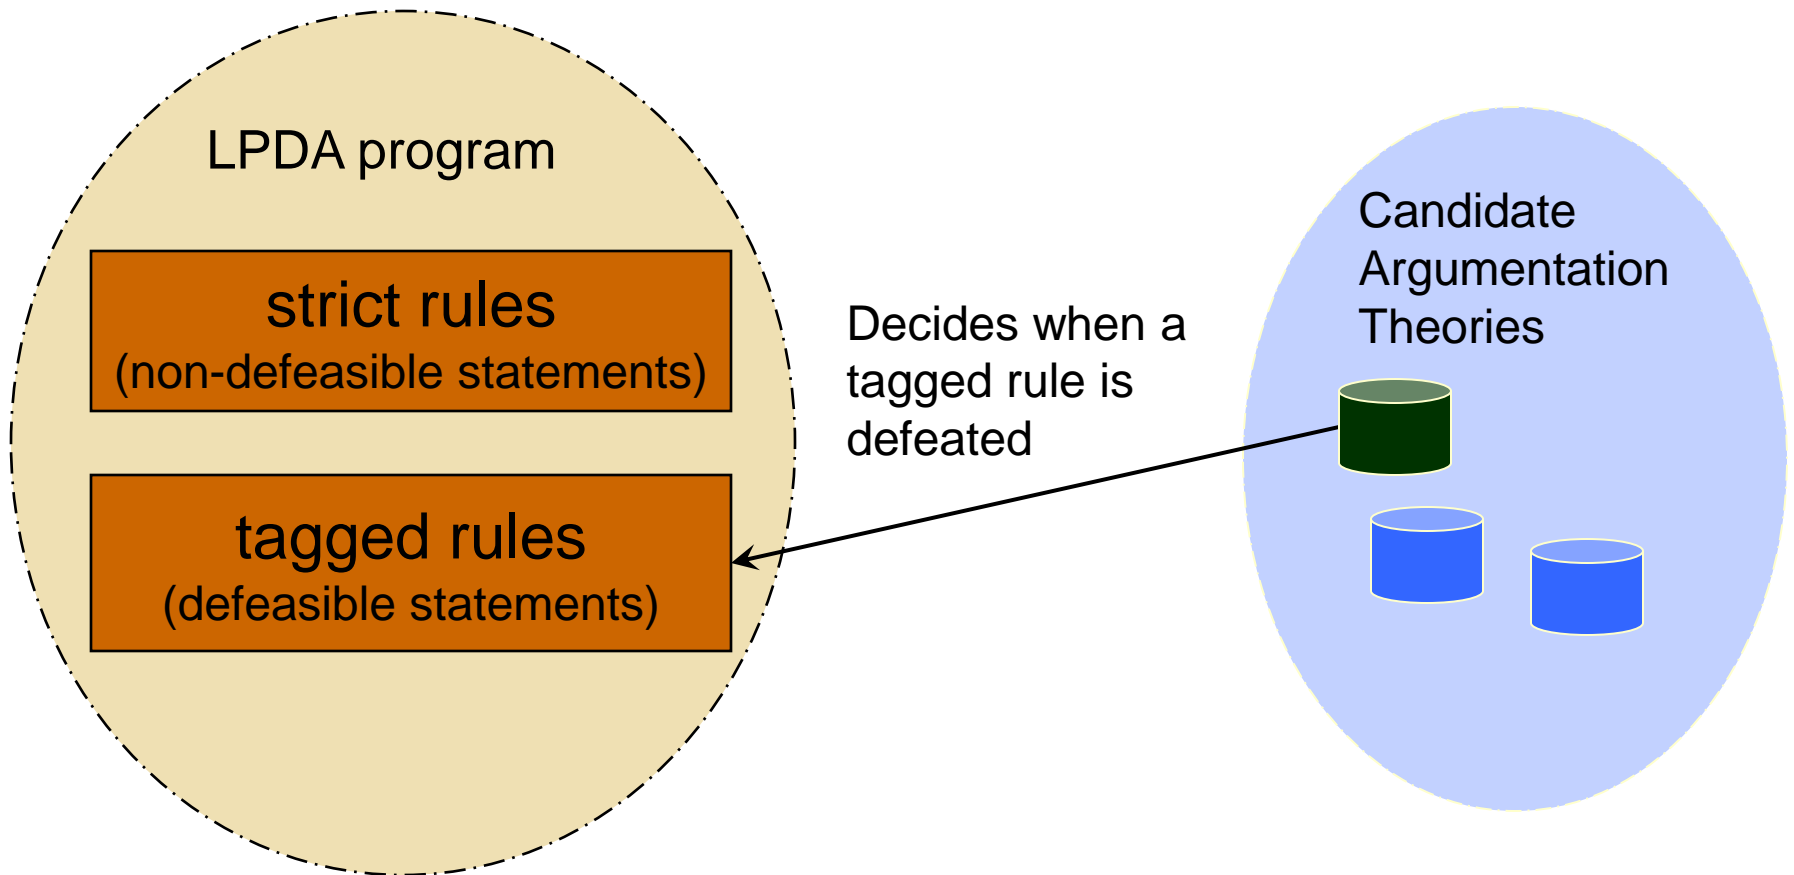 LPDA program
strict rules
(non-defeasible statements)
tagged rules
(defeasible statements)
Decides when a
tagged rule is
defeated
Candidate
Argumentation
Theories